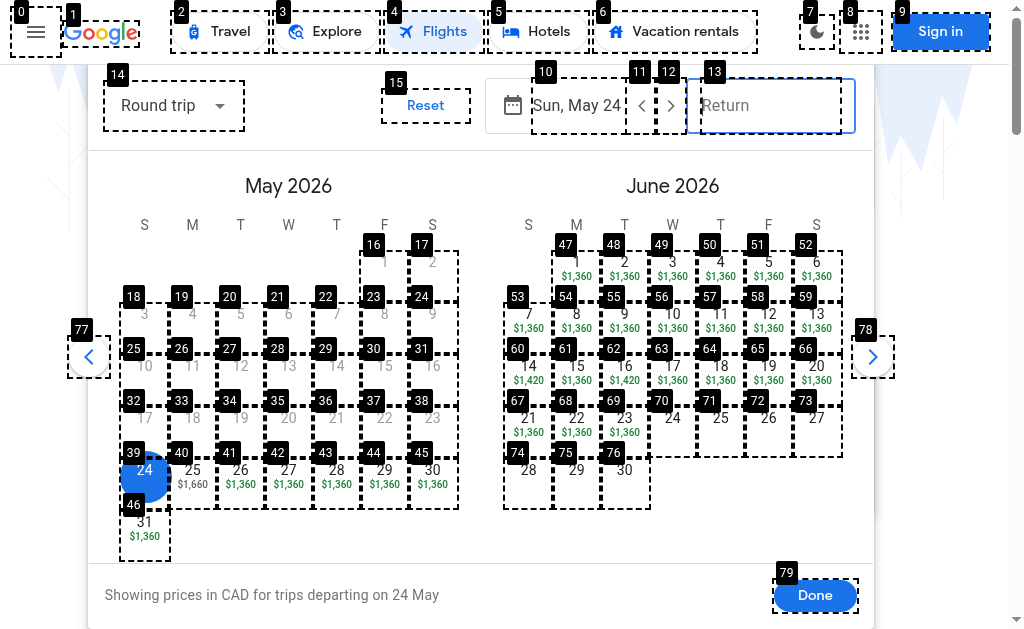 0 1 2 3 4 5 6 7 8 9
Google Travel Explore Flights Hotels Vacation rentals Sign in
14 15 10 11 12 13
Round trip Reset Sun, May 24 Return
May 2026 June 2026
S M T W T F S S M T W T F S
16 17 47 48 49 50 51 52
1 2 1 2 3 4 5 6
$1,360 $1,360 $1,360 $1,360 $1,360 $1,360
18 19 20 21 22 23 24 53 54 55 56 57 58 59
3 4 5 6 7 8 9 7 8 9 10 11 12 13
$1,360 $1,360 $1,360 $1,360 $1,360 $1,360 $1,360
77 78
25 26 27 28 29 30 31 60 61 62 63 64 65 66
10 11 12 13 14 15 16 14 15 16 17 18 19 20
$1,420 $1,360 $1,420 $1,360 $1,360 $1,360 $1,360
32 33 34 35 36 37 38 67 68 69 70 71 72 73
17 18 19 20 21 22 23 21 22 23 24 25 26 27
$1,360 $1,360 $1,360
39 40 41 42 43 44 45 74 75 76
24 25 26 27 28 29 30 28 29 30
$1,660 $1,360 $1,360 $1,360 $1,360 $1,360
46
31
$1,360
79
Showing prices in CAD for trips departing on 24 May Done